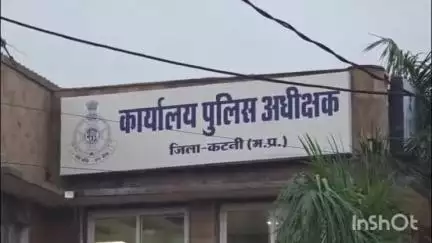 कार्यालय पुलिस अधीक्षक
जिला-कटनी (म.प्र.)
InShOt